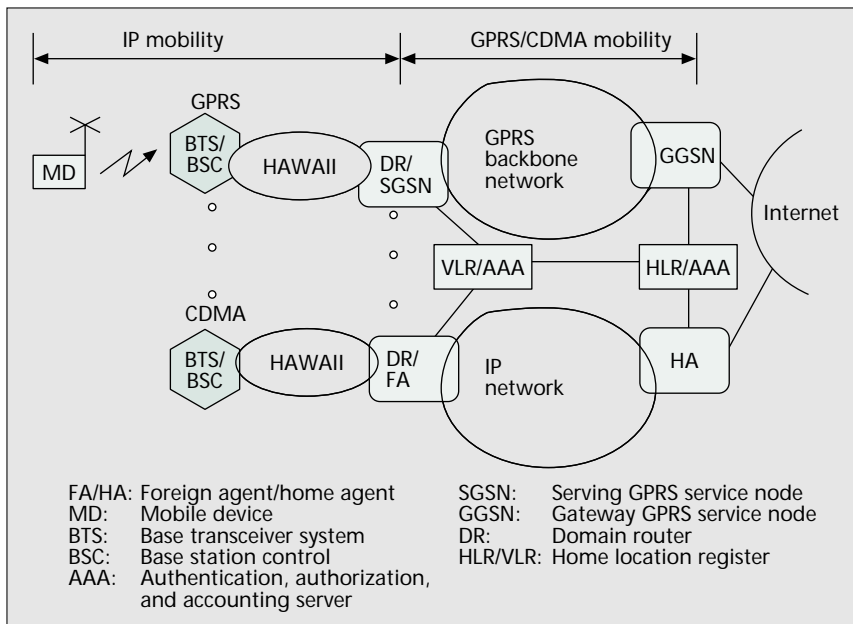 IP mobility
GPRS/CDMA mobility
GPRS
BTS/
BSC
HAWAII
DR/
SGSN
GPRS
backbone
network
GGSN
MD
Internet
VLR/AAA
HLR/AAA
CDMA
BTS/
BSC
HAWAII
DR/
FA
IP
network
HA
FA/HA: Foreign agent/home agent
MD: Mobile device
BTS: Base transceiver system
BSC: Base station control
AAA: Authentication, authorization,
and accounting server
SGSN: Serving GPRS service node
GGSN: Gateway GPRS service node
DR: Domain router
HLR/VLR: Home location register